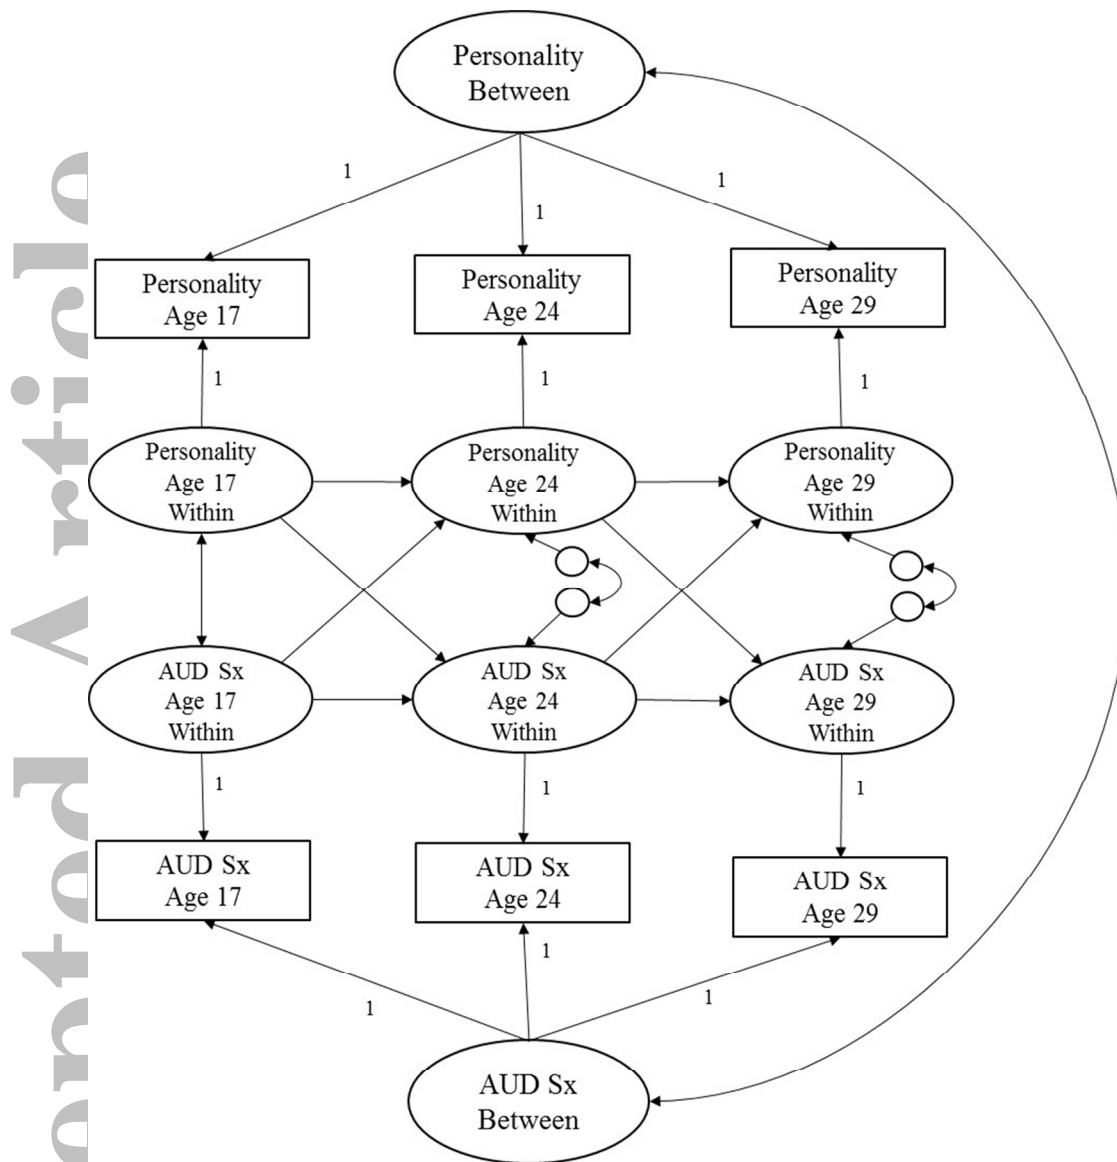 Personality
Between
1
1
1
Personality
Age 17
Personality
Age 24
Personality
Age 29
1
1
1
Personality
Age 17
Within
Personality
Age 24
Within
Personality
Age 29
Within
AUD Sx
Age 17
Within
AUD Sx
Age 24
Within
AUD Sx
Age 29
Within
1
1
1
AUD Sx
Age 17
AUD Sx
Age 24
AUD Sx
Age 29
1
1
1
AUD Sx
Between
Article